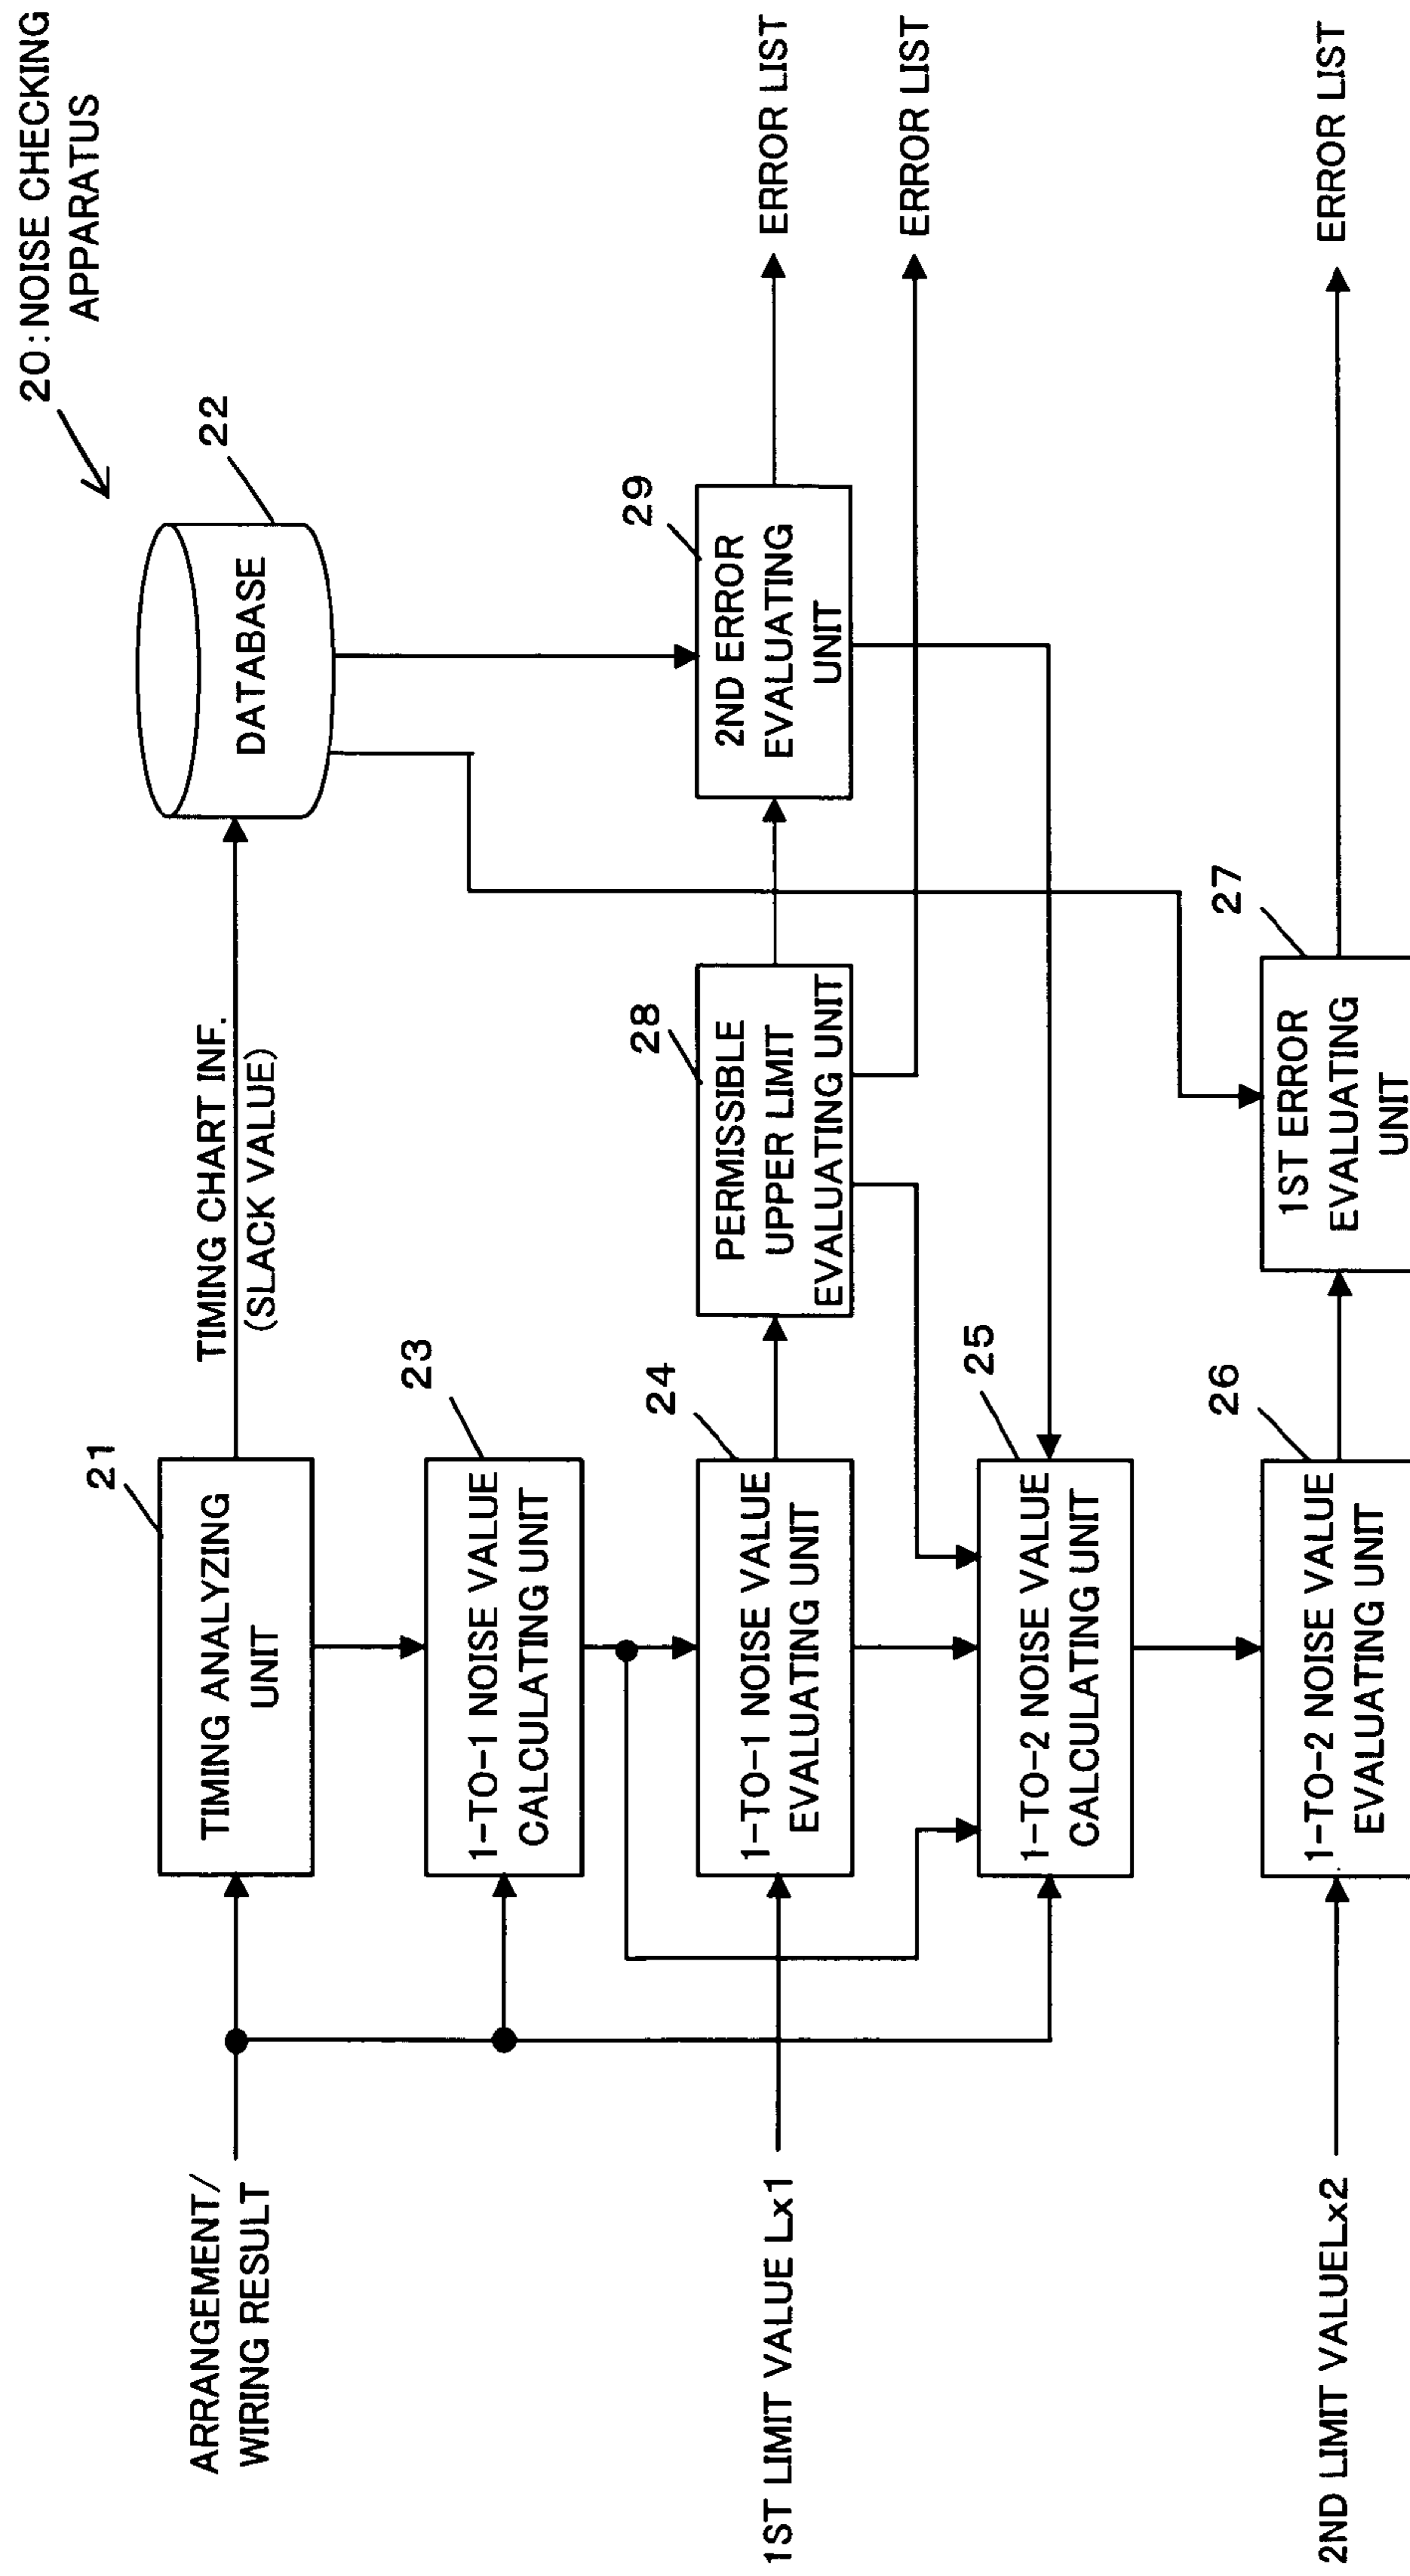 20:NOISE CHECKING
APPARATUS
22
DATABASE
TIMING CHART INF.
(SLACK VALUE)
21
TIMING ANALYZING
UNIT
ARRANGEMENT/
WIRING RESULT
23
1-TO-1 NOISE VALUE
CALCULATING UNIT
1ST LIMIT VALUE Lx1
24
1-TO-1 NOISE VALUE
EVALUATING UNIT
28
PERMISSIBLE
UPPER LIMIT
EVALUATING UNIT
29
2ND ERROR
EVALUATING
UNIT
ERROR LIST
ERROR LIST
25
1-TO-2 NOISE VALUE
CALCULATING UNIT
2ND LIMIT VALUELx2
26
1-TO-2 NOISE VALUE
EVALUATING UNIT
27
1ST ERROR
EVALUATING
UNIT
ERROR LIST